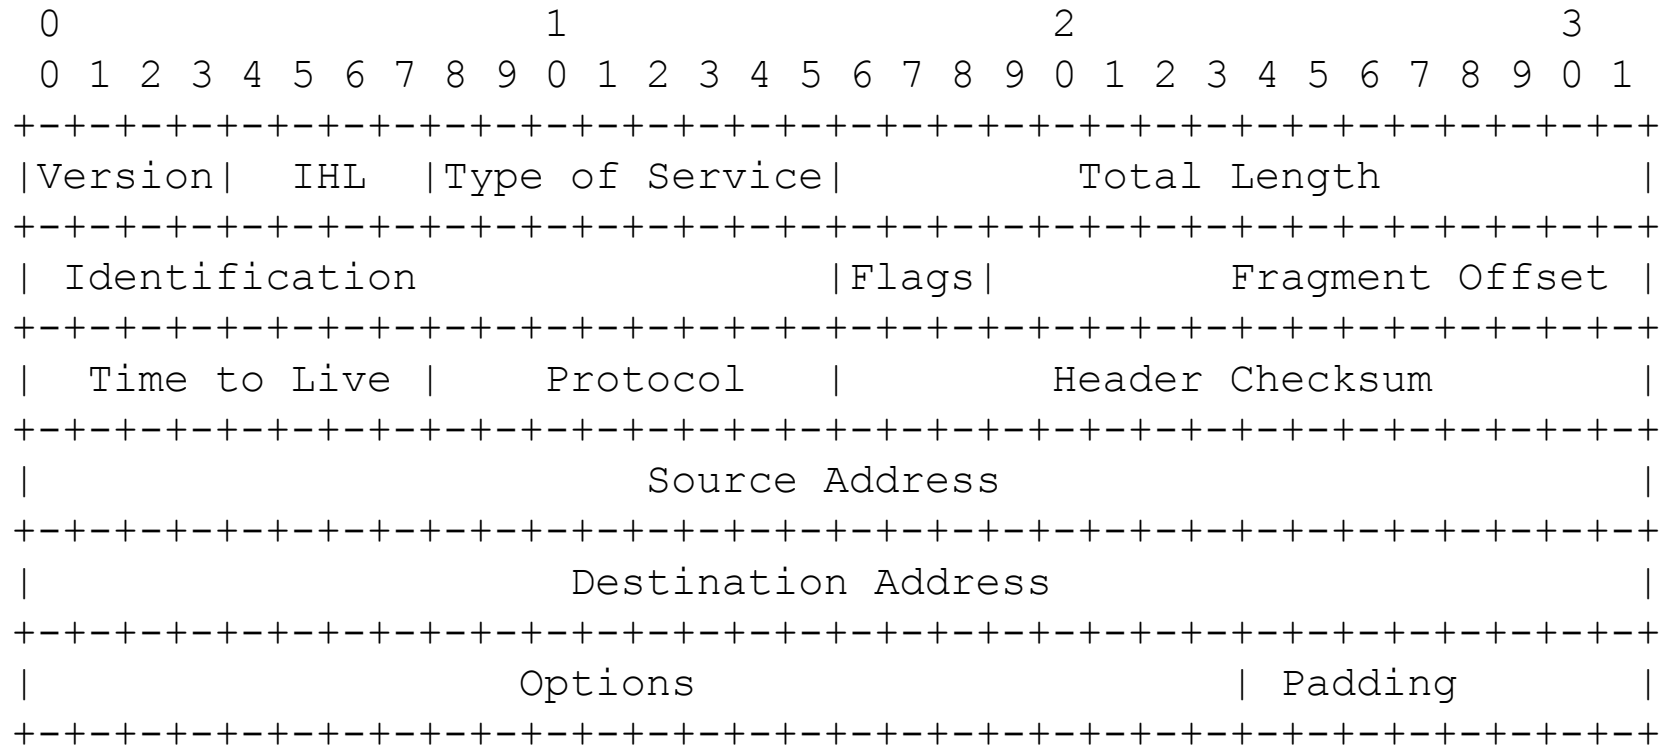 0                   1                   2                   3
 0 1 2 3 4 5 6 7 8 9 0 1 2 3 4 5 6 7 8 9 0 1 2 3 4 5 6 7 8 9 0 1
+-+-+-+-+-+-+-+-+-+-+-+-+-+-+-+-+-+-+-+-+-+-+-+-+-+-+-+-+-+-+-+-+
|Version|  IHL  |Type of Service|         Total Length          |
+-+-+-+-+-+-+-+-+-+-+-+-+-+-+-+-+-+-+-+-+-+-+-+-+-+-+-+-+-+-+-+-+
| Identification                |Flags|         Fragment Offset |
+-+-+-+-+-+-+-+-+-+-+-+-+-+-+-+-+-+-+-+-+-+-+-+-+-+-+-+-+-+-+-+-+
|  Time to Live |    Protocol   |        Header Checksum        |
+-+-+-+-+-+-+-+-+-+-+-+-+-+-+-+-+-+-+-+-+-+-+-+-+-+-+-+-+-+-+-+-+
|                        Source Address                         |
+-+-+-+-+-+-+-+-+-+-+-+-+-+-+-+-+-+-+-+-+-+-+-+-+-+-+-+-+-+-+-+-+
|                     Destination Address                       |
+-+-+-+-+-+-+-+-+-+-+-+-+-+-+-+-+-+-+-+-+-+-+-+-+-+-+-+-+-+-+-+-+
|                   Options                     | Padding       |
+-+-+-+-+-+-+-+-+-+-+-+-+-+-+-+-+-+-+-+-+-+-+-+-+-+-+-+-+-+-+-+-+